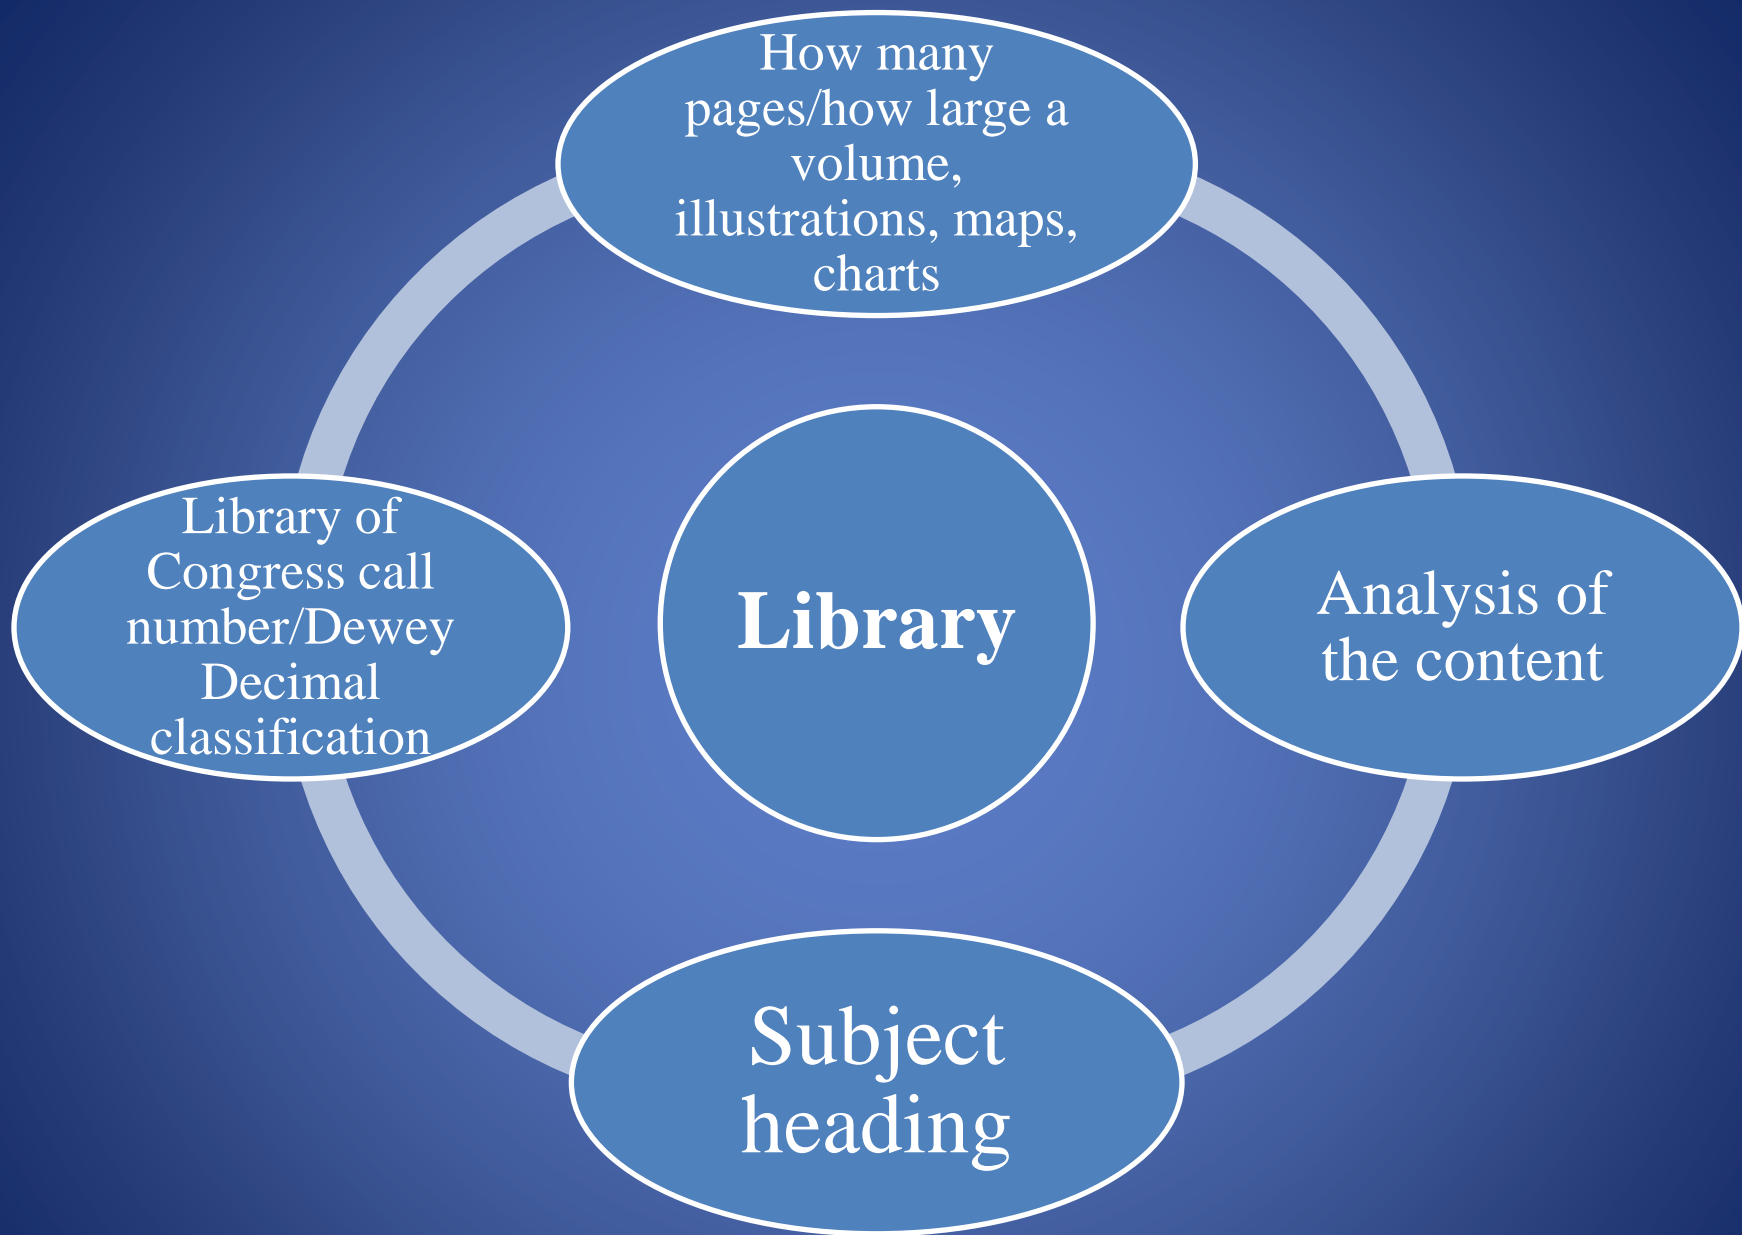 How many
pages/how large a
volume,
illustrations, maps,
charts
Library of
Congress call
number/Dewey
Decimal
classification
Library
Analysis of
the content
Subject
heading